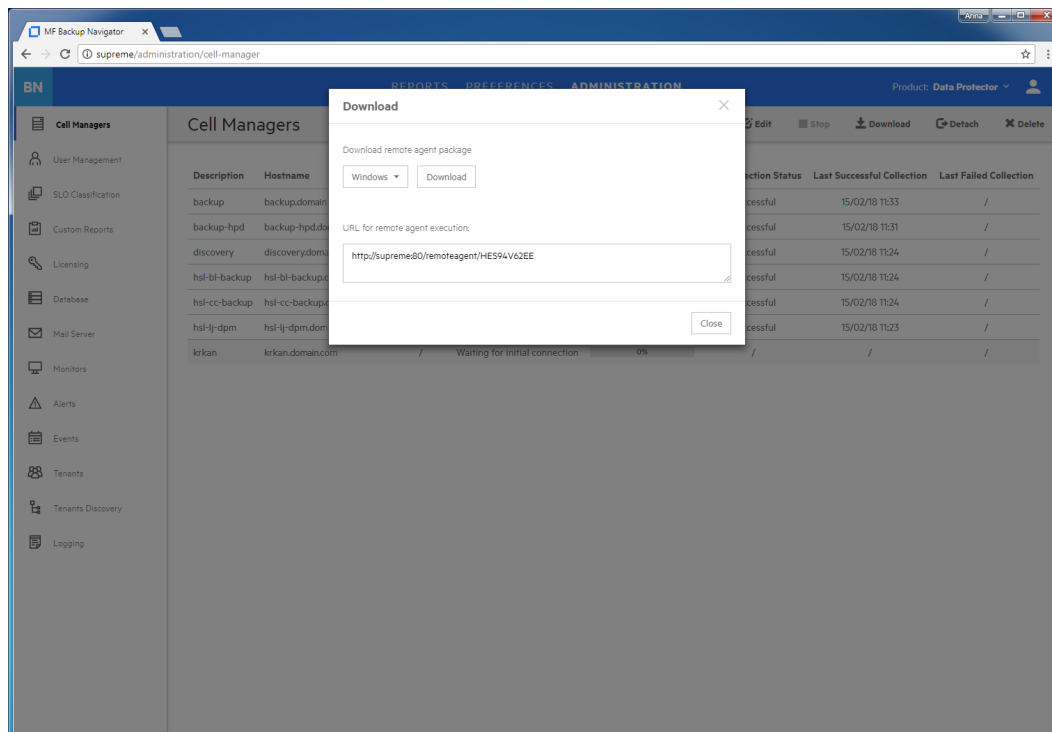 Anna
MF Backup Navigator
supreme/administration/cell-manager
BN
REPORTS PREFERENCES ADMINISTRATION
Product: Data Protector
Cell Managers
User Management
SLO Classification
Custom Reports
Licensing
Database
Mail Server
Monitors
Alerts
Events
Tenants
Tenants Discovery
Logging
Cell Managers
Edit Stop Download Detach Delete
Description Hostname ection Status Last Successful Collection Last Failed Collection
backup backup.domain ccessful 15/02/18 11:33 /
backup-hpd backup-hpd.do ccessful 15/02/18 11:31 /
discovery discovery.doma ccessful 15/02/18 11:24 /
hsl-bl-backup hsl-bl-backup.c ccessful 15/02/18 11:24 /
hsl-cc-backup hsl-cc-backup.c ccessful 15/02/18 11:24 /
hsl-lj-dpm hsl-lj-dpm.dom ccessful 15/02/18 11:23 /
krkan krkan.domain.com / Waiting for initial connection 0% / / /
Download
Download remote agent package
Windows Download
URL for remote agent execution:
http://supreme:80/remoteagent/HES94V62EE
Close